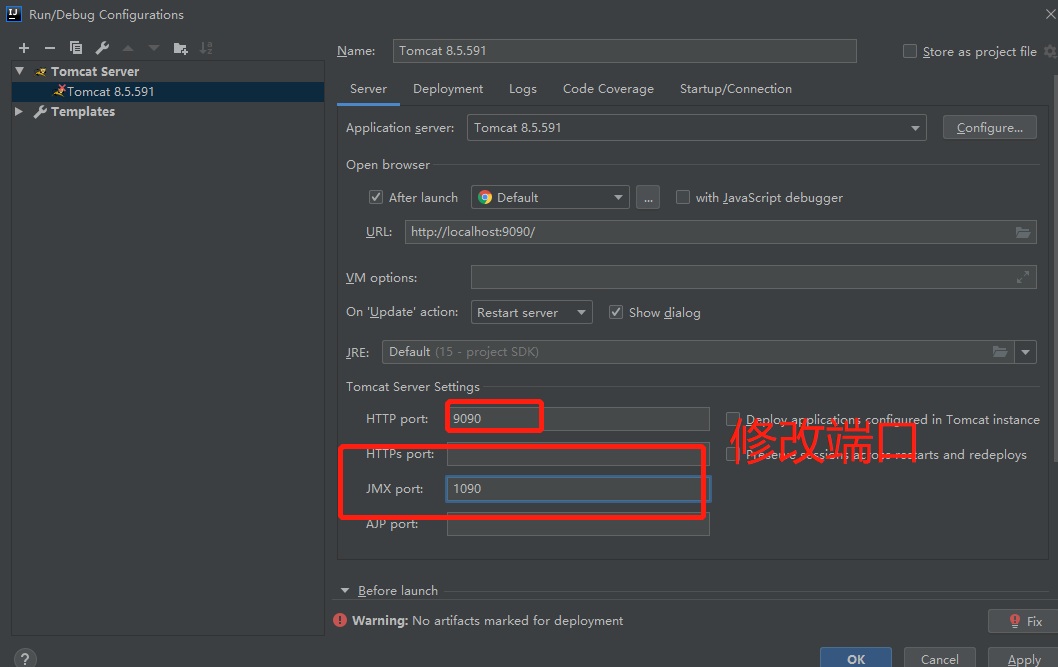 Run/Debug Configurations
Name: Tomcat 8.5.591 Store as project file
Tomcat Server
Tomcat 8.5.591
Templates
Server Deployment Logs Code Coverage Startup/Connection
Application server: Tomcat 8.5.591 Configure...
Open browser
After launch Default ... with JavaScript debugger
URL: http://localhost:9090/
VM options:
On 'Update' action: Restart server Show dialog
JRE: Default (15 - project SDK)
Tomcat Server Settings
HTTP port: 9090 Deploy applications configured in Tomcat instance
修改端口
HTTPs port: Preserve sessions across restarts and redeploys
JMX port: 1090
AJP port:
Before launch
Warning: No artifacts marked for deployment Fix
? OK Cancel Apply